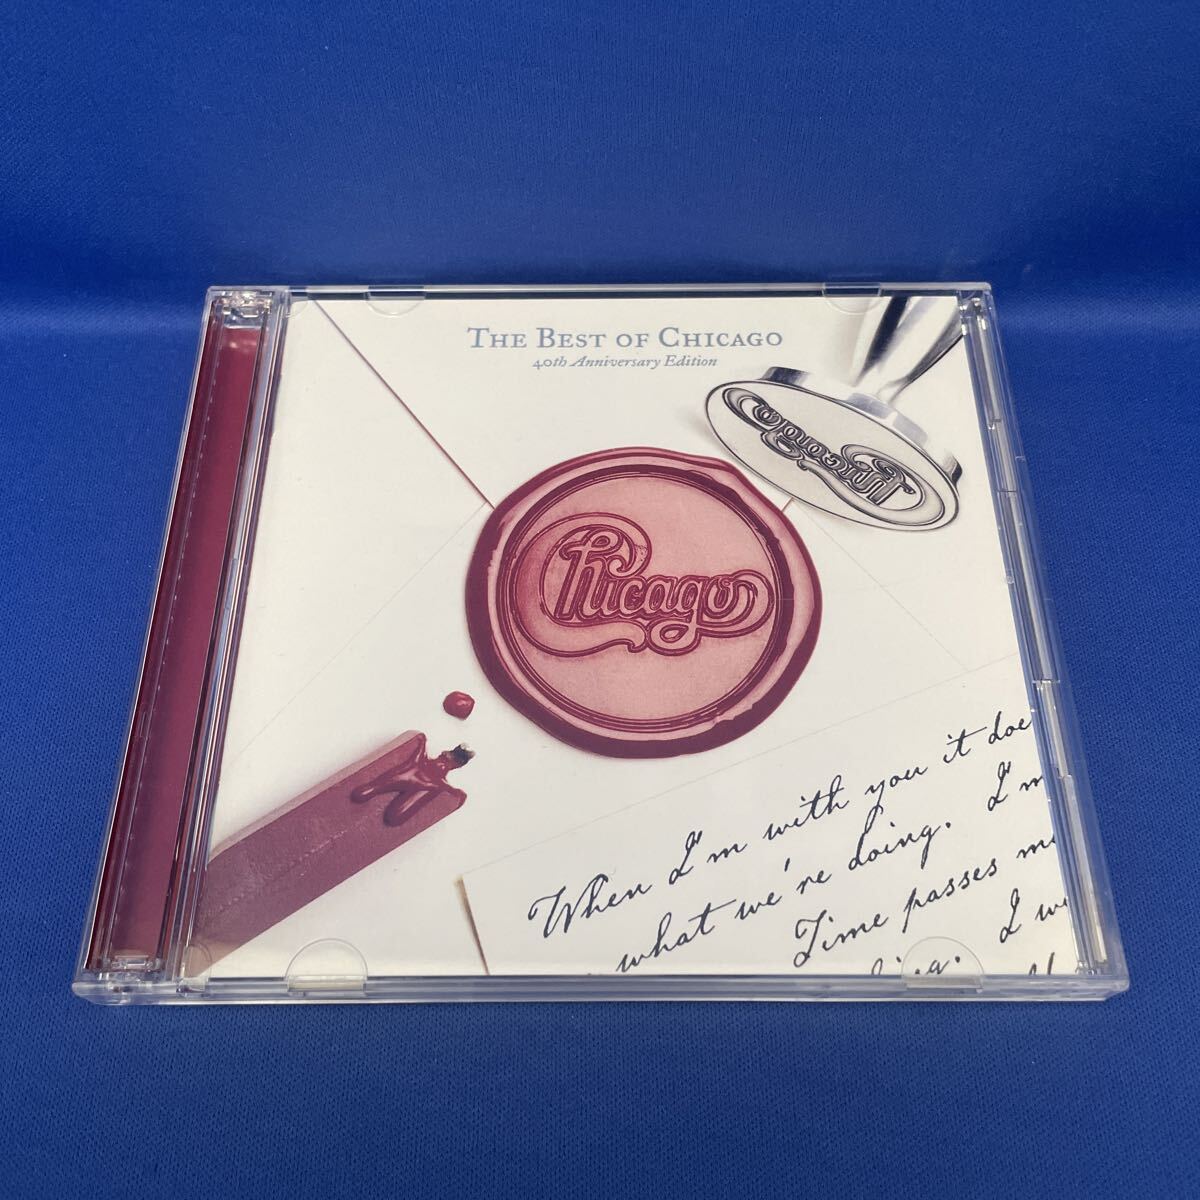 THE BEST OF CHICAGO
40th Anniversary Edition
Chicago
Chicago
When I'm with you it doe
what we're doing. I'm
Time passes m
I w